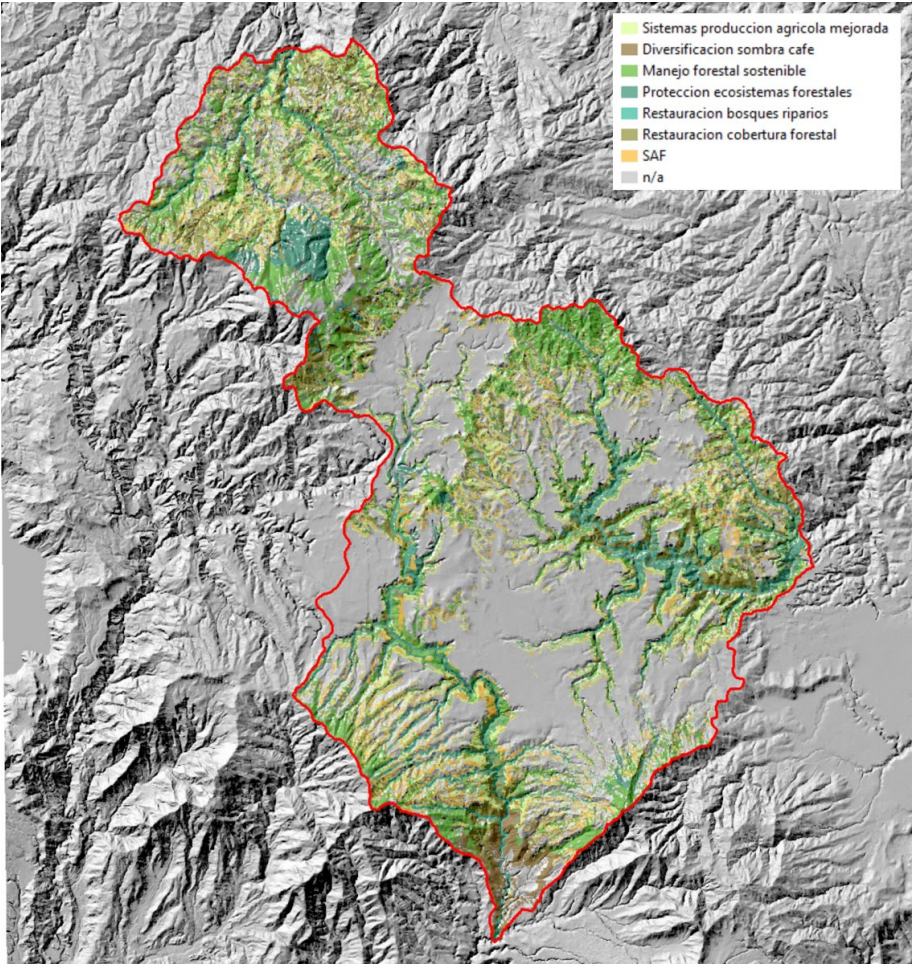 Sistemas produccion agricola mejorada
Diversificacion sombra cafe
Manejo forestal sostenible
Proteccion ecosistemas forestales
Restauracion bosques riparios
Restauracion cobertura forestal
SAF
n/a